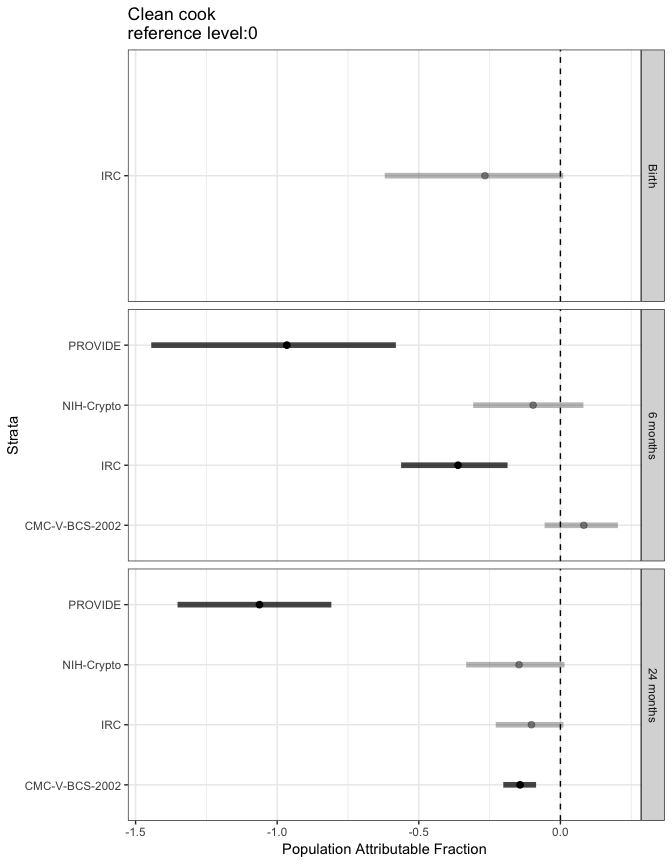 Clean cook
reference level:0
IRC
Birth
PROVIDE
NIH-Crypto
IRC
CMC-V-BCS-2002
6 months
PROVIDE
NIH-Crypto
IRC
CMC-V-BCS-2002
24 months
Strata
-1.5 -1.0 -0.5 0.0
Population Attributable Fraction